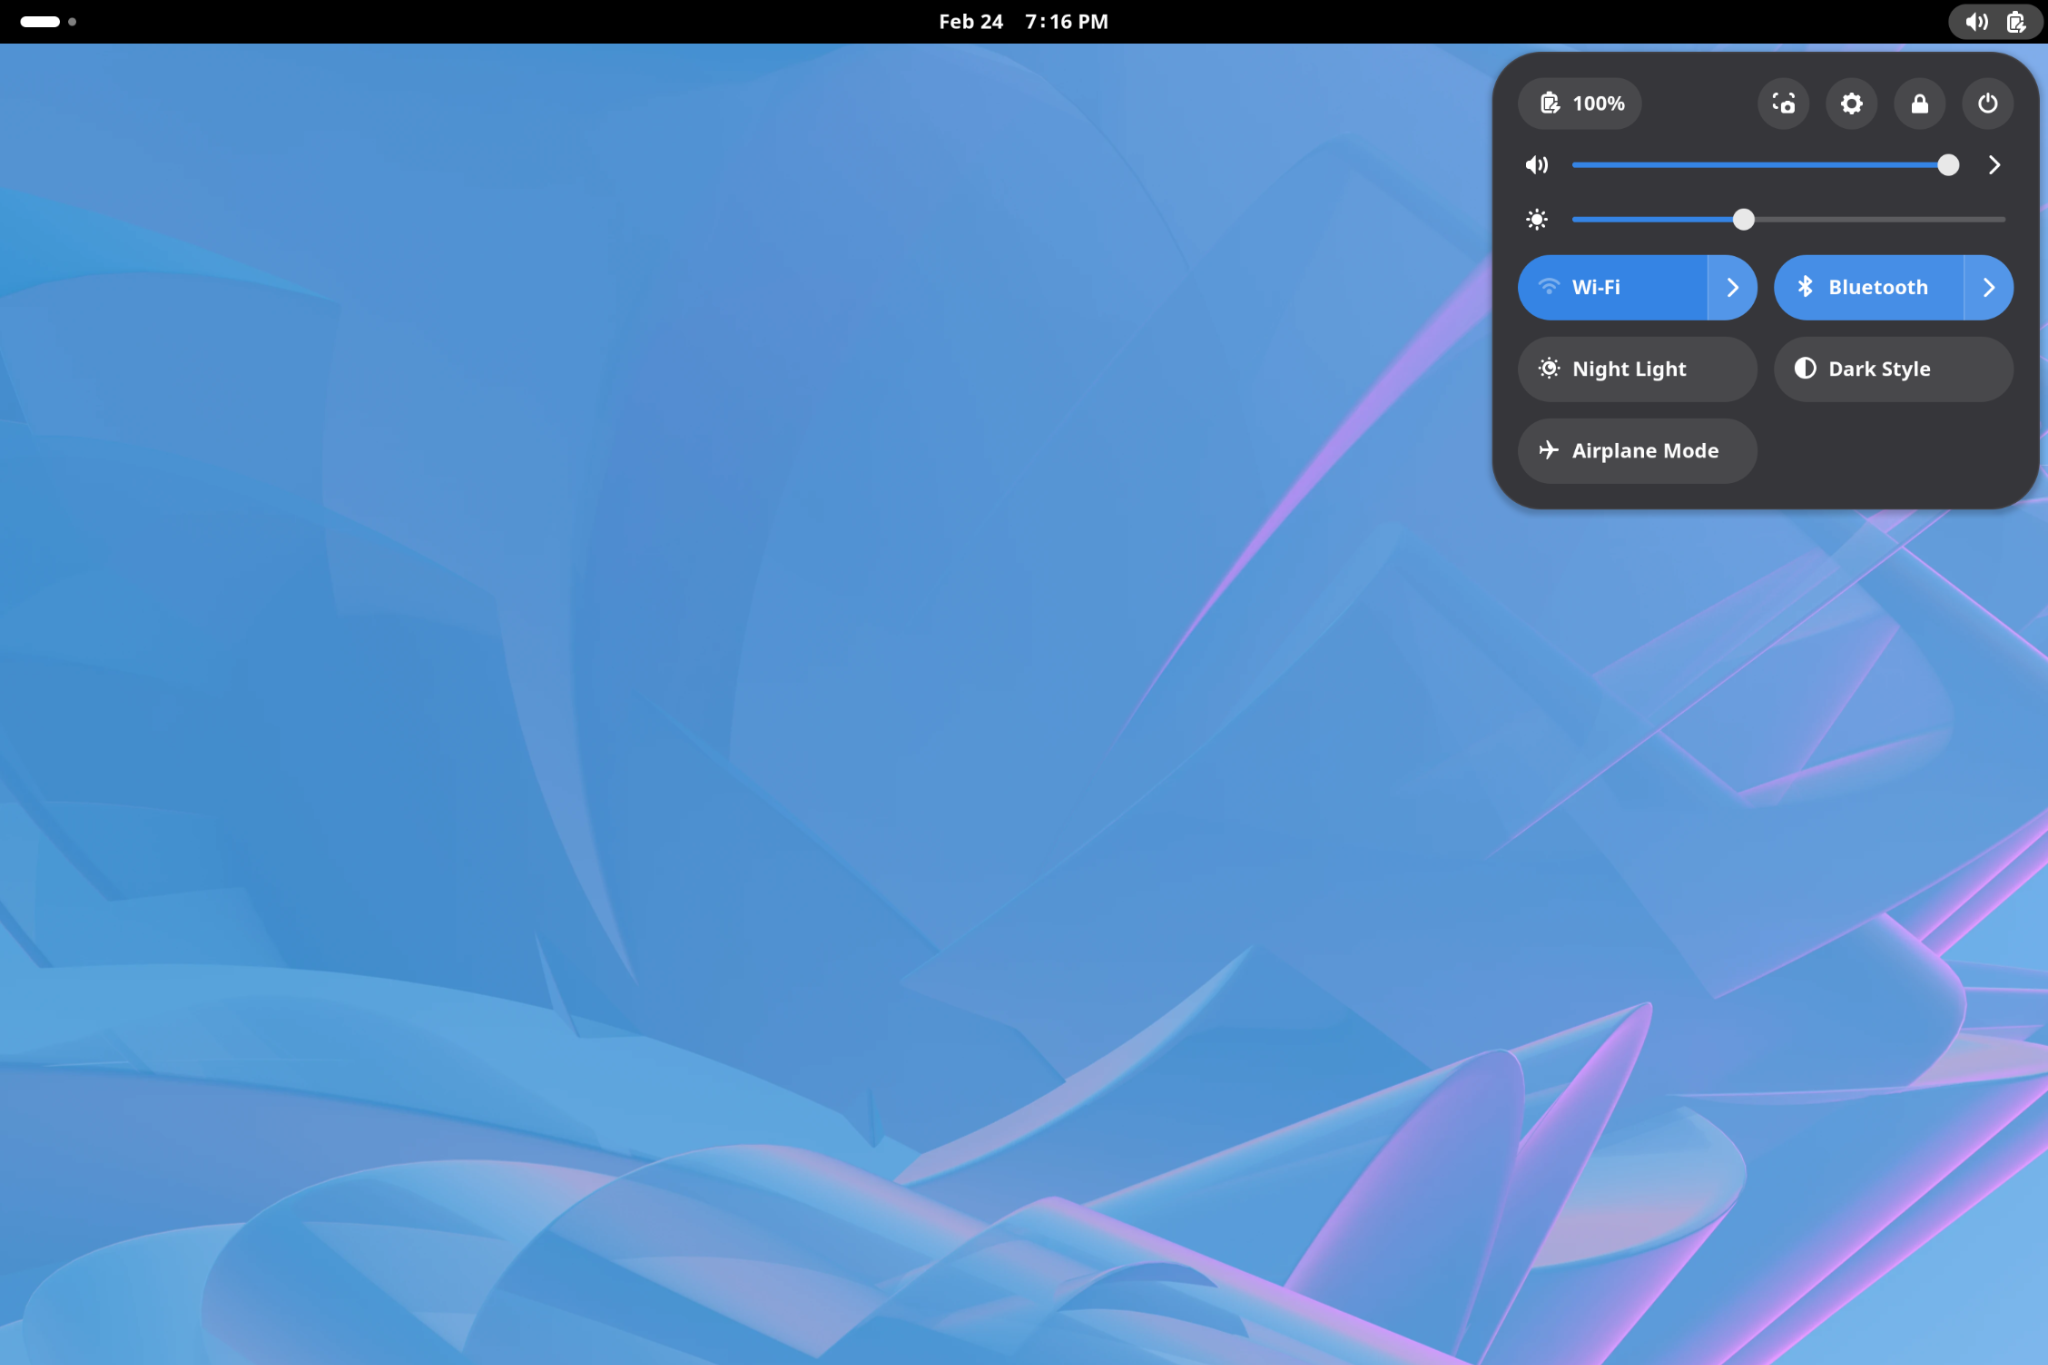 Feb 24 7:16 PM
100%
Wi-Fi
Bluetooth
Night Light
Dark Style
Airplane Mode